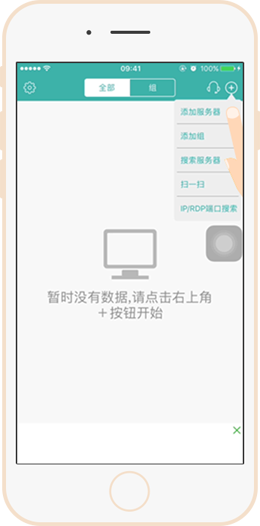 09:41
100%
全部
组
添加服务器
添加组
搜索服务器
扫一扫
IP/RDP端口搜索
暂时没有数据,请点击右上角
＋按钮开始